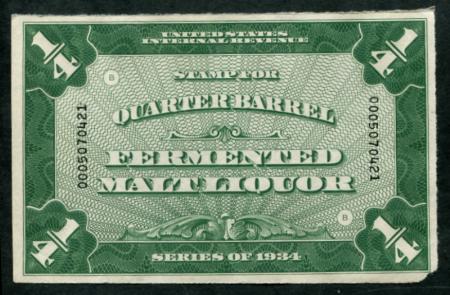 1/4
1/4
UNITED STATES
INTERNAL REVENUE
B
STAMP FOR
QUARTER BARREL
0005070421
0005070421
FERMENTED
MALT LIQUOR
B
1/4
1/4
SERIES OF 1934